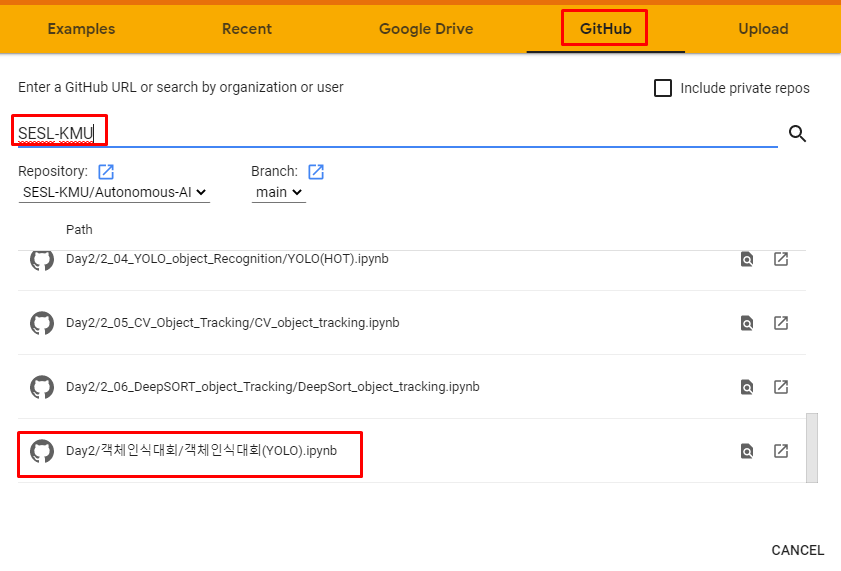 Examples Recent Google Drive GitHub Upload
Enter a GitHub URL or search by organization or user Include private repos
SESL-KMU
Repository: Branch:
SESL-KMU/Autonomous-AI main
Path
Day2/2_04_YOLO_object_Recognition/YOLO(HOT).ipynb
Day2/2_05_CV_Object_Tracking/CV_object_tracking.ipynb
Day2/2_06_DeepSORT_object_Tracking/DeepSort_object_tracking.ipynb
Day2/객체인식대회/객체인식대회(YOLO).ipynb
CANCEL